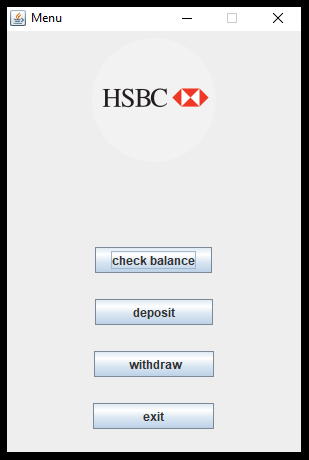 Menu
HSBC
check balance
deposit
withdraw
exit